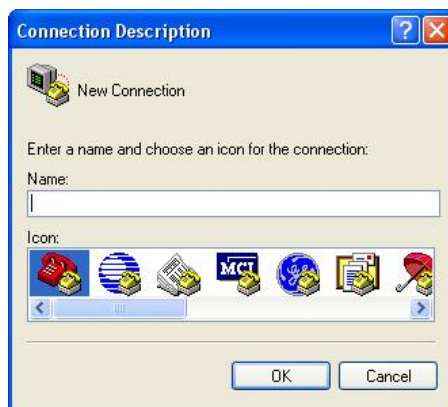 Connection Description
New Connection
Enter a name and choose an icon for the connection:
Name:
Icon:
MCI
OK
Cancel